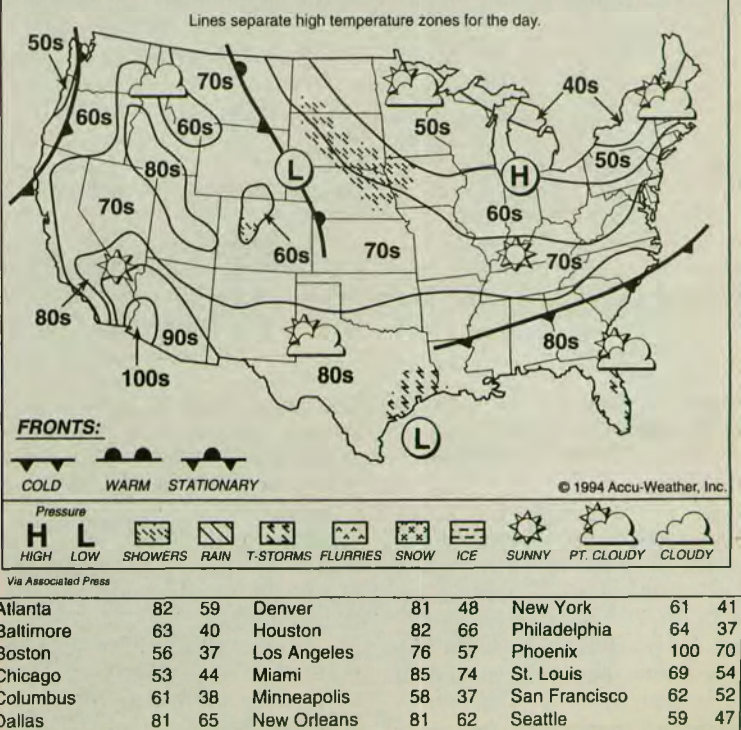 Lines separate high temperature zones for the day.
50s
70s
40s
60s
60s
50s
50s
80s
L
H
70s
60s
60s
70s
70s
80s
90s
80s
100s
80s
L
FRONTS:
COLD WARM STATIONARY
© 1994 Accu-Weather, Inc.
Pressure
H L
HIGH LOW SHOWERS RAIN T-STORMS FLURRIES SNOW ICE SUNNY PT. CLOUDY CLOUDY
Via Associated Press
Atlanta 82 59 Denver 81 48 New York 61 41
Baltimore 63 40 Houston 82 66 Philadelphia 64 37
Boston 56 37 Los Angeles 76 57 Phoenix 100 70
Chicago 53 44 Miami 85 74 St. Louis 69 54
Columbus 61 38 Minneapolis 58 37 San Francisco 62 52
Dallas 81 65 New Orleans 81 62 Seattle 59 47